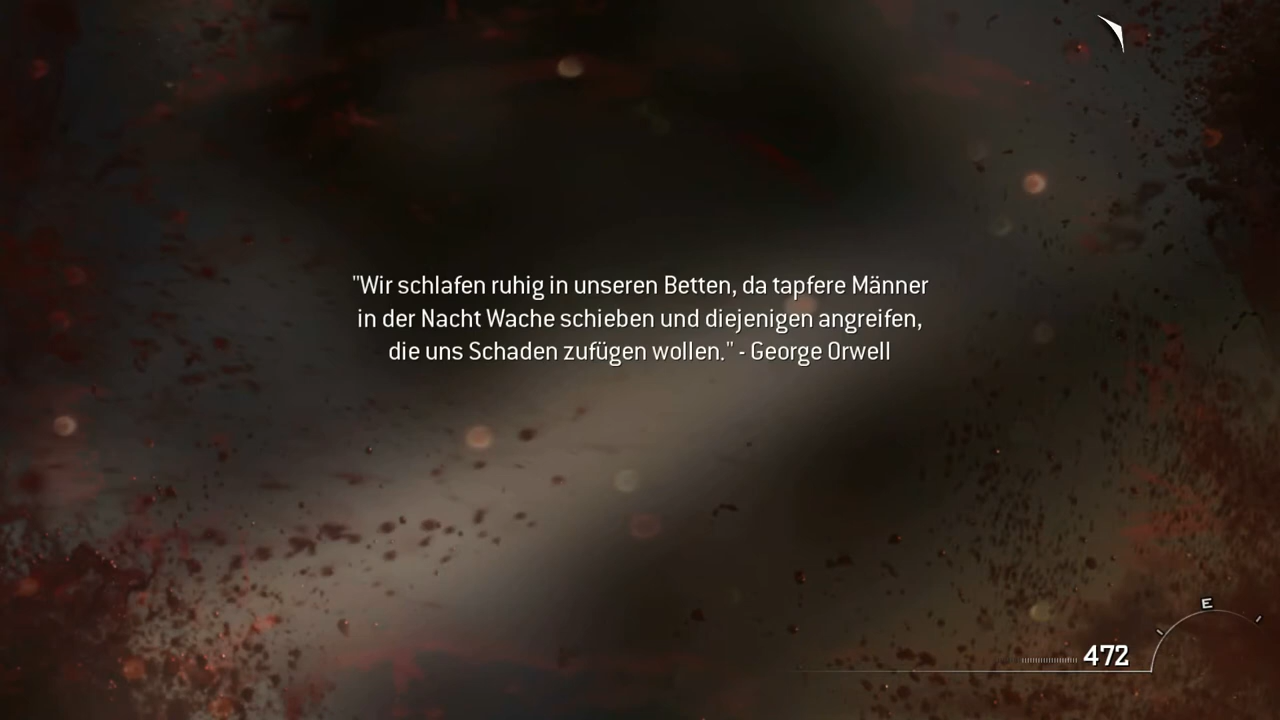 "Wir schlafen ruhig in unseren Betten, da tapfere Männer
in der Nacht Wache schieben und diejenigen angreifen,
die uns Schaden zufügen wollen." - George Orwell
E
472